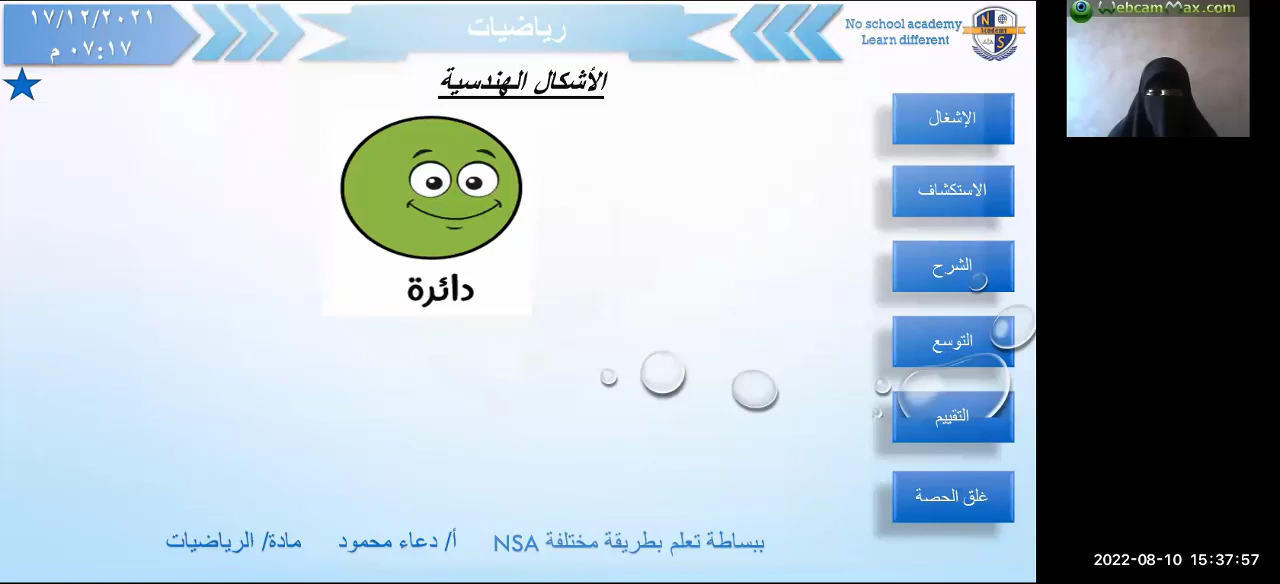 ١٧/١٢/٢٠٢١
٠٧:١٧ م
رياضيات
No school academy
Learn different
WebcamMax.com
الأشكال الهندسية
دائرة
الإشغال
الاستكشاف
الشرح
التوسع
التقييم
غلق الحصة
ببساطة تعلم بطريقة مختلفة NSA أ/ دعاء محمود مادة/ الرياضيات
2022-08-10 15:37:57